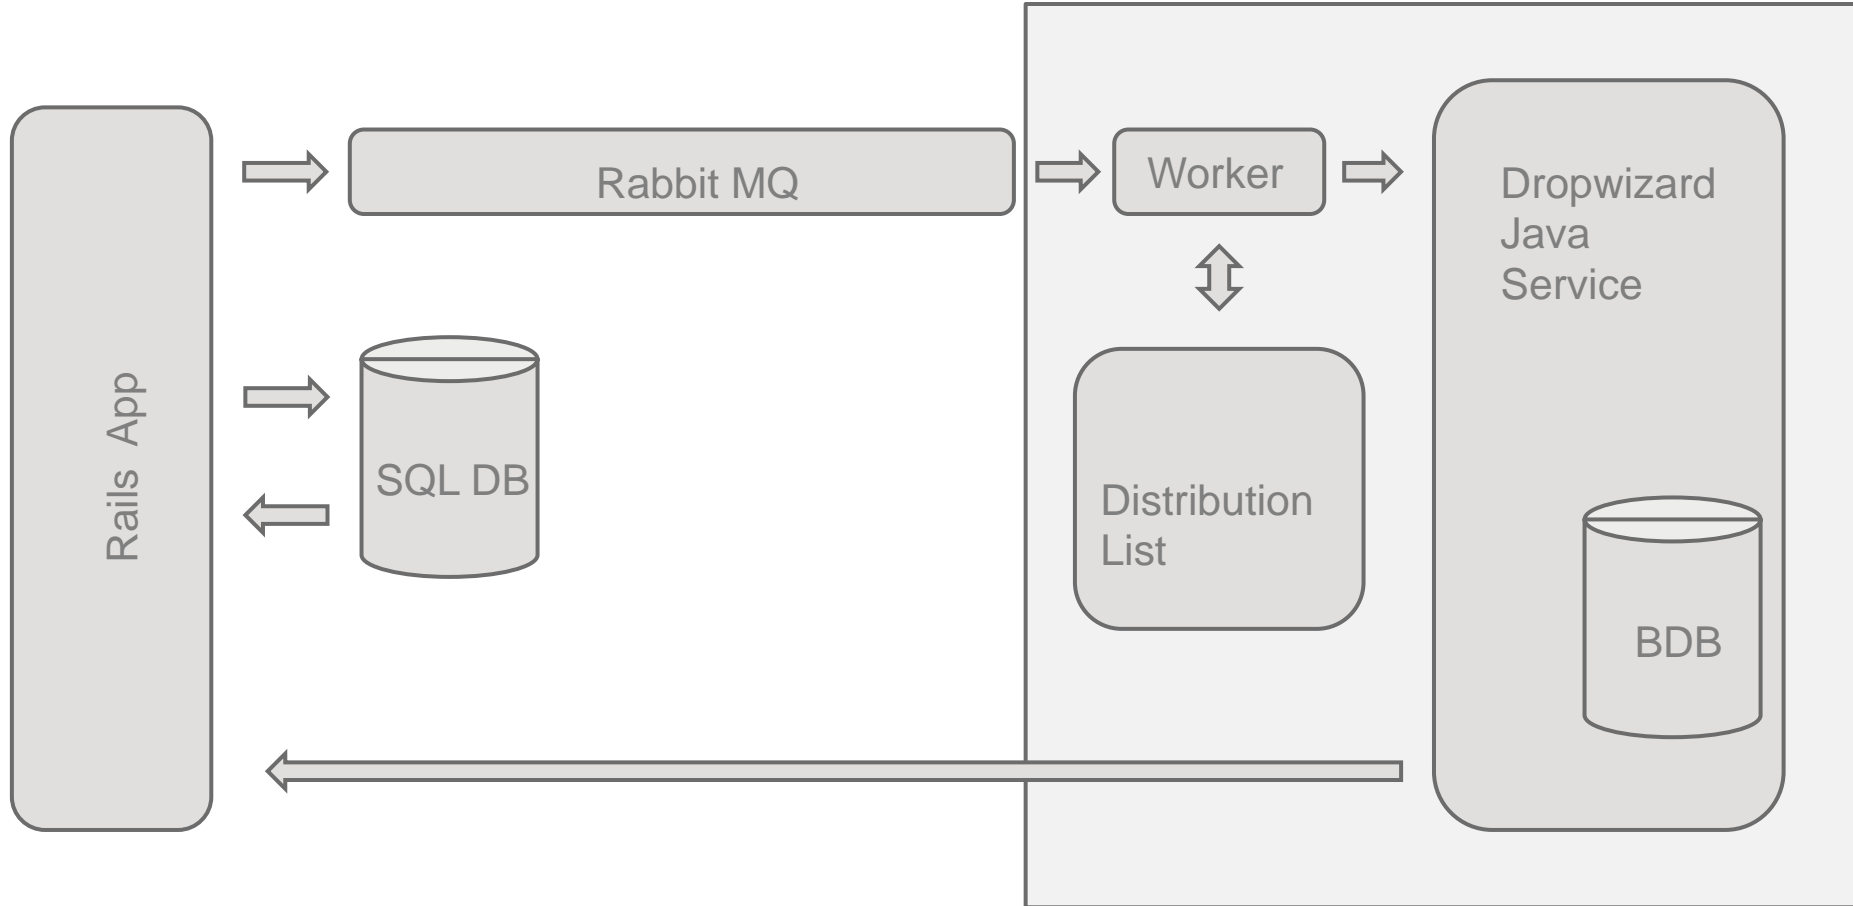 Rails App
Rabbit MQ
Worker
Dropwizard
Java
Service
SQL DB
Distribution
List
BDB